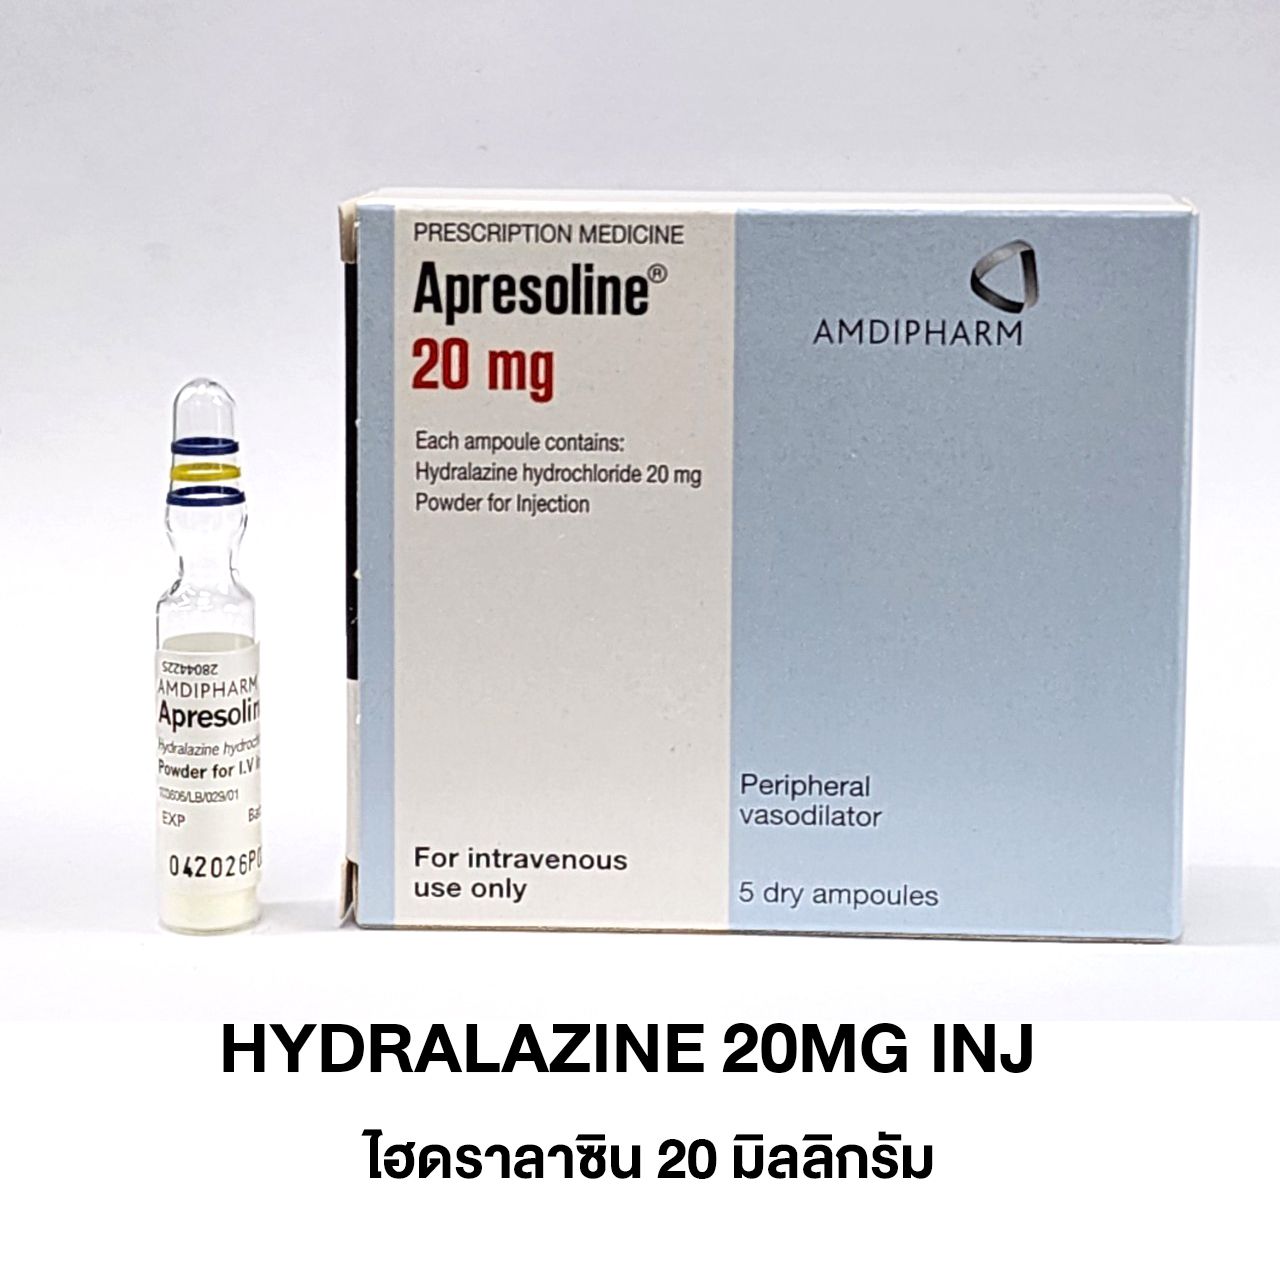 PRESCRIPTION MEDICINE
Apresoline®
20 mg
Each ampoule contains:
Hydralazine hydrochloride 20 mg
Powder for Injection
For intravenous
use only
AMDIPHARM
Peripheral
vasodilator
5 dry ampoules
28044225
AMDIPHARM
Hydralazine
Powder for I.V
EXP
042026
HYDRALAZINE 20MG INJ
ไฮดราลาซิน 20 มิลลิกรัม